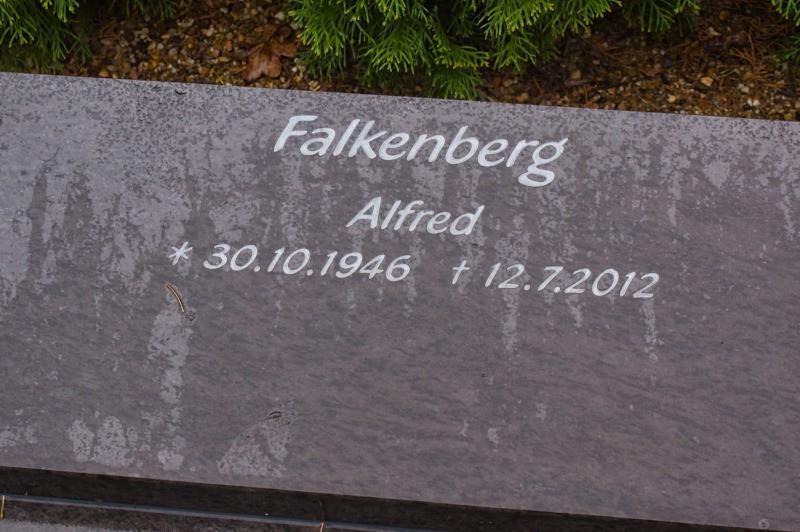 Falkenberg
Alfred
* 30.10.1946 † 12.7.2012